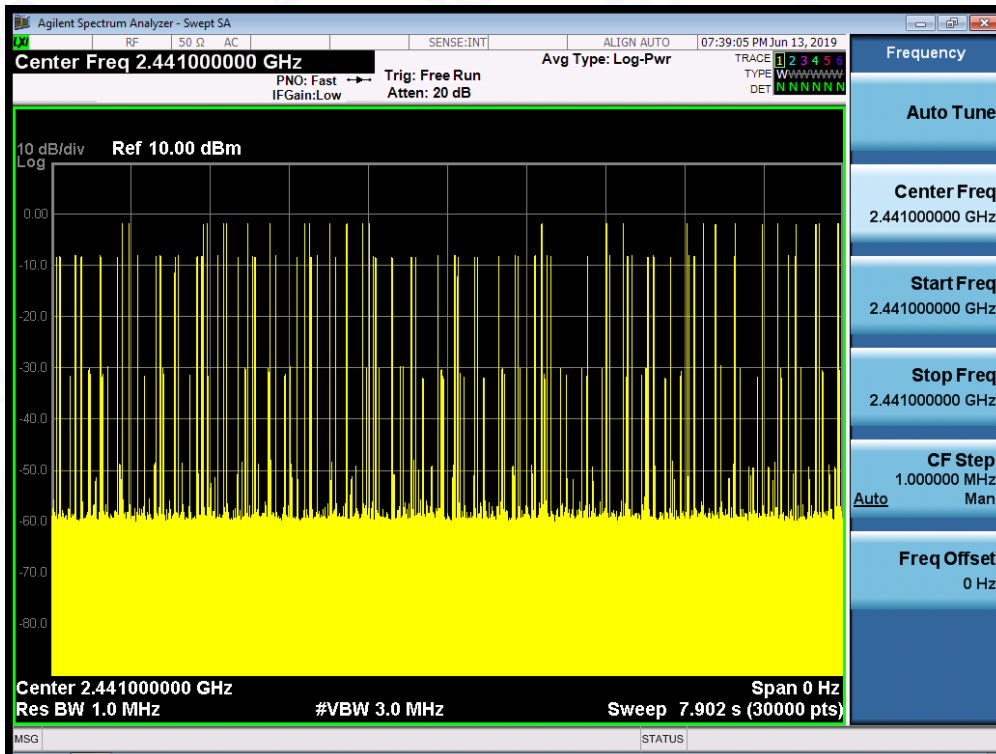 Agilent Spectrum Analyzer - Swept SA
LXI RF 50 Ω AC SENSE:INT ALIGN AUTO 07:39:05 PM Jun 13, 2019
Center Freq 2.441000000 GHz
PNO: Fast
IFGain:Low
Trig: Free Run
Atten: 20 dB
Avg Type: Log-Pwr
TRACE 1 2 3 4 5 6
TYPE WWWWWW
DET N N N N N N
10 dB/div
Log
Ref 10.00 dBm
0.00
-10.0
-20.0
-30.0
-40.0
-50.0
-60.0
-70.0
-80.0
Center 2.441000000 GHz
Span 0 Hz
Res BW 1.0 MHz
#VBW 3.0 MHz
Sweep 7.902 s (30000 pts)
MSG
STATUS
Frequency
Auto Tune
Center Freq
2.441000000 GHz
Start Freq
2.441000000 GHz
Stop Freq
2.441000000 GHz
CF Step
1.000000 MHz
Auto Man
Freq Offset
0 Hz